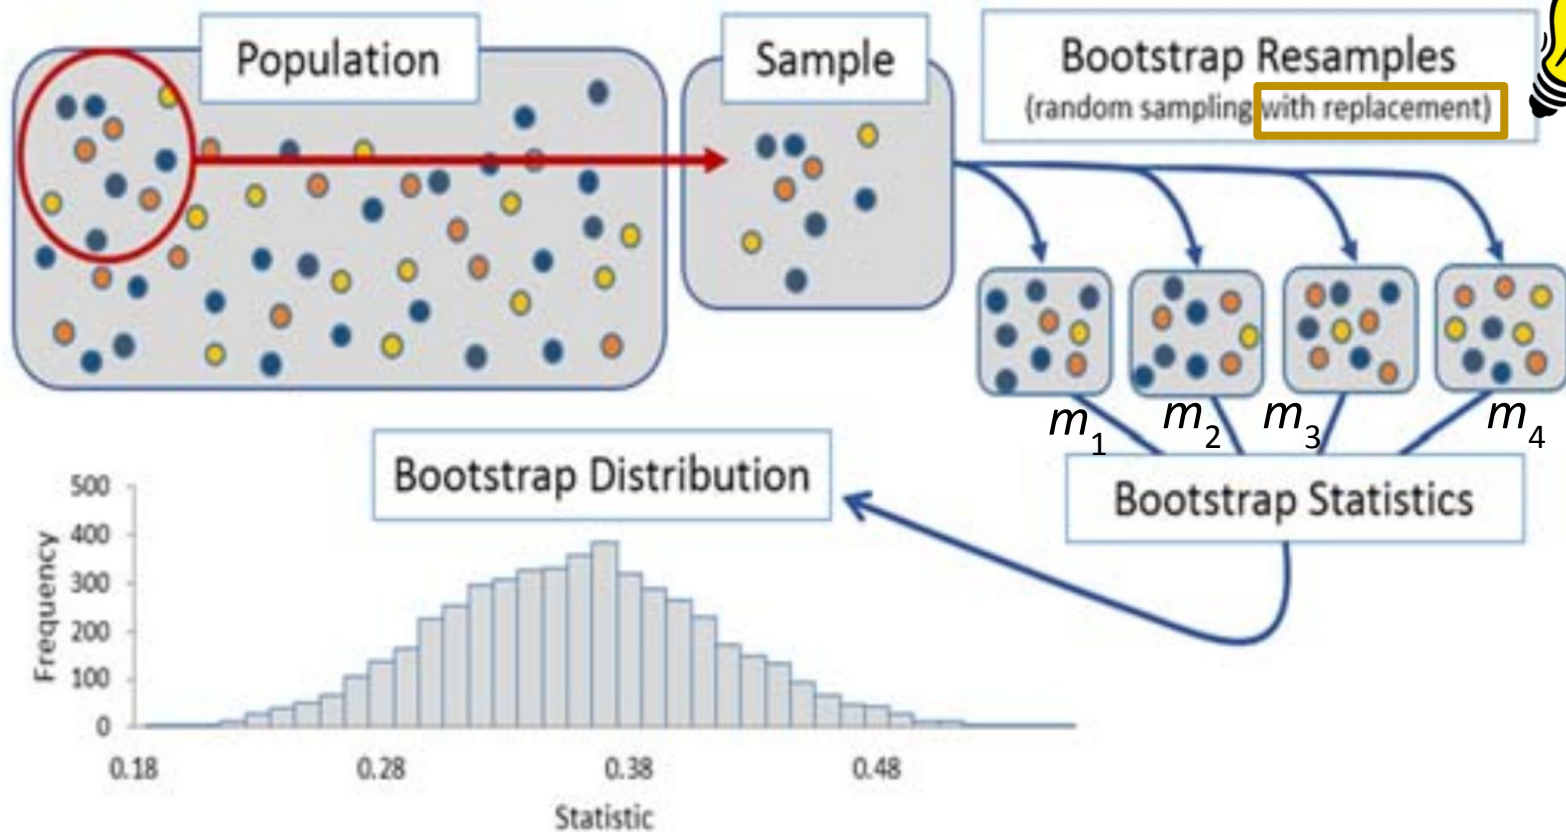 Population
Sample
Bootstrap Resamples
(random sampling with replacement)
m1
m2
m3
m4
Bootstrap Distribution
Bootstrap Statistics
500
400
300
200
100
0
Frequency
0.18
0.28
0.38
0.48
Statistic